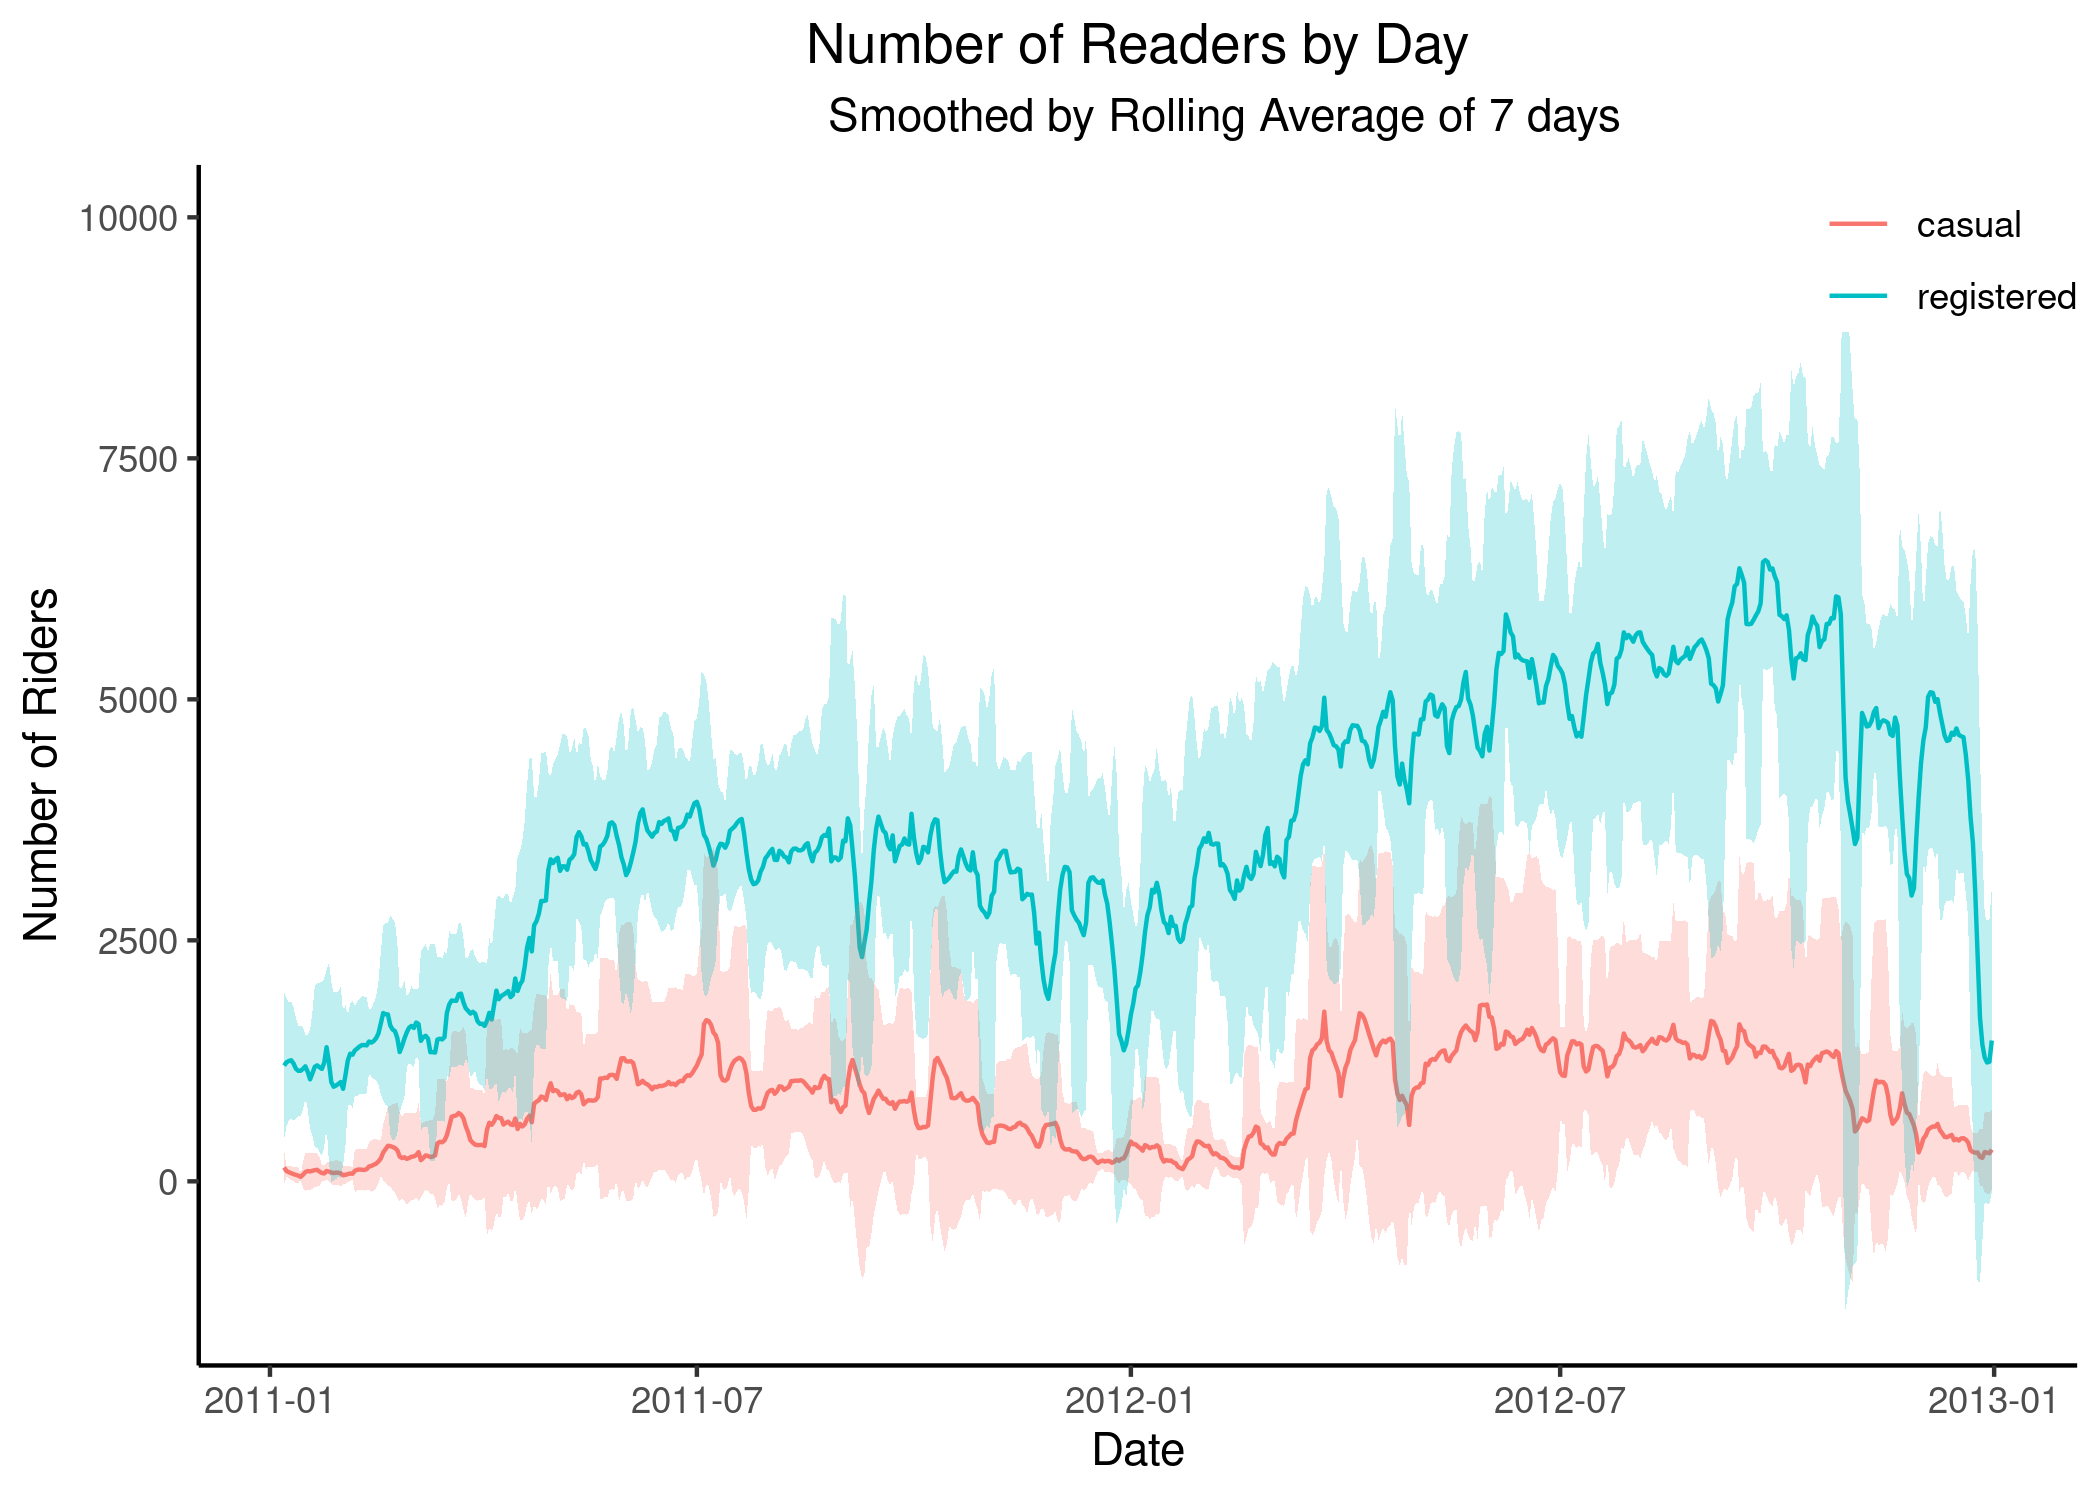 Number of Readers by Day
Smoothed by Rolling Average of 7 days
Number of Riders
10000
7500
5000
2500
0
casual
registered
2011-01
2011-07
2012-01
2012-07
2013-01
Date